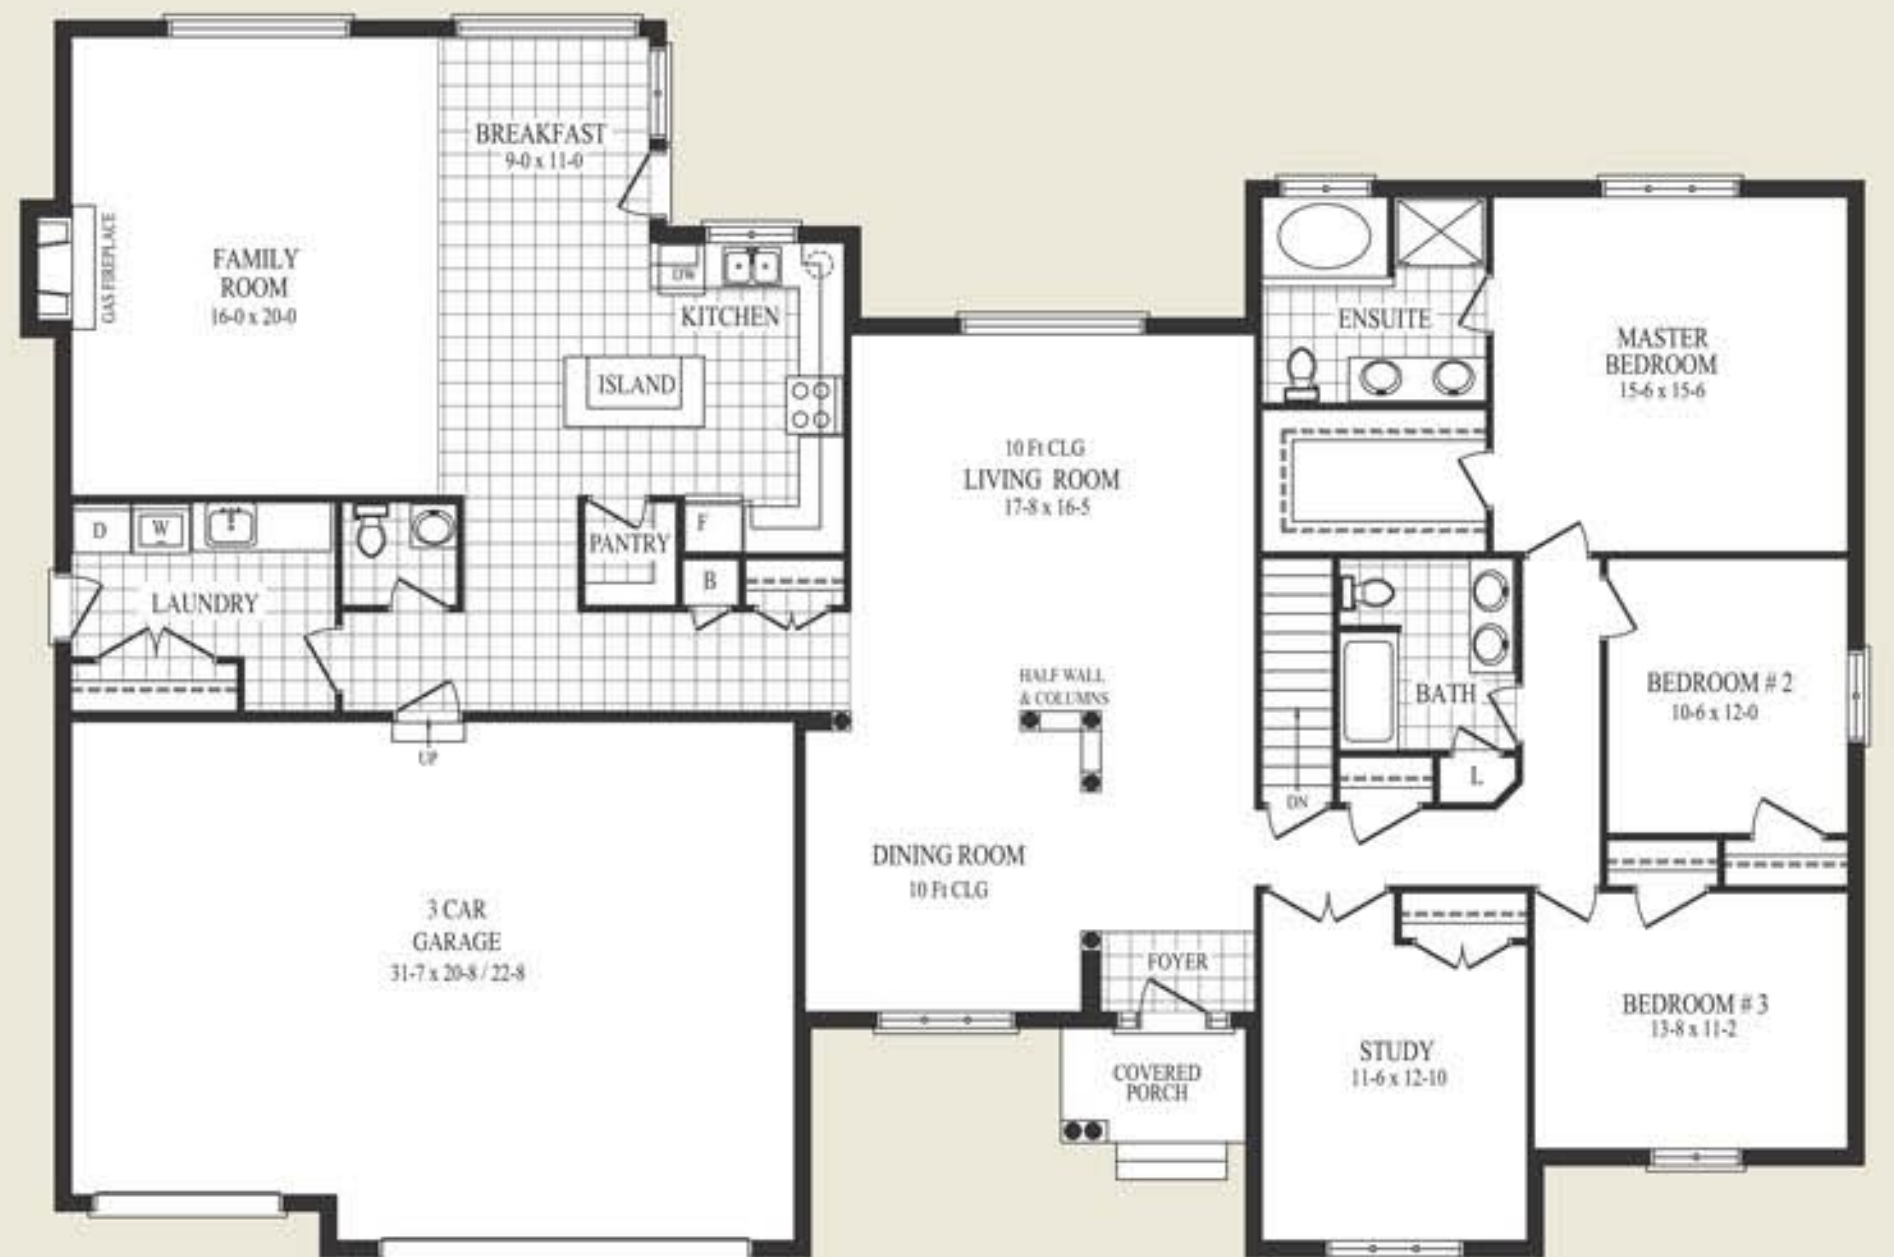 BREAKFAST
9-0 x 11-0
FAMILY
ROOM
16-0 x 20-0
GAS FIREPLACE
DW
KITCHEN
ISLAND
ENSUITE
MASTER
BEDROOM
15-6 x 15-6
10 Ft CLG
LIVING ROOM
17-8 x 16-5
D
W
F
PANTRY
B
LAUNDRY
HALF WALL
& COLUMNS
BATH
BEDROOM # 2
10-6 x 12-0
UP
L
DN
DINING ROOM
10 Ft CLG
3 CAR
GARAGE
31-7 x 20-8 / 22-8
FOYER
BEDROOM # 3
13-8 x 11-2
STUDY
11-6 x 12-10
COVERED
PORCH